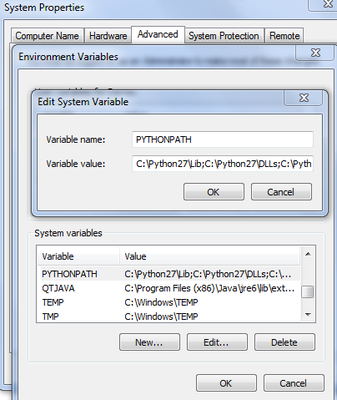 System Properties
Computer Name Hardware Advanced System Protection Remote
Environment Variables
Edit System Variable
Variable name: PYTHONPATH
Variable value: C:\Python27\Lib;C:\Python27\DLLs;C:\Pyth
OK Cancel
System variables
Variable Value
PYTHONPATH C:\Python27\Lib;C:\Python27\DLLs;C:\...
QTJAVA C:\Program Files (x86)\Java\jre6\lib\ext...
TEMP C:\Windows\TEMP
TMP C:\Windows\TEMP
New... Edit... Delete
OK Cancel